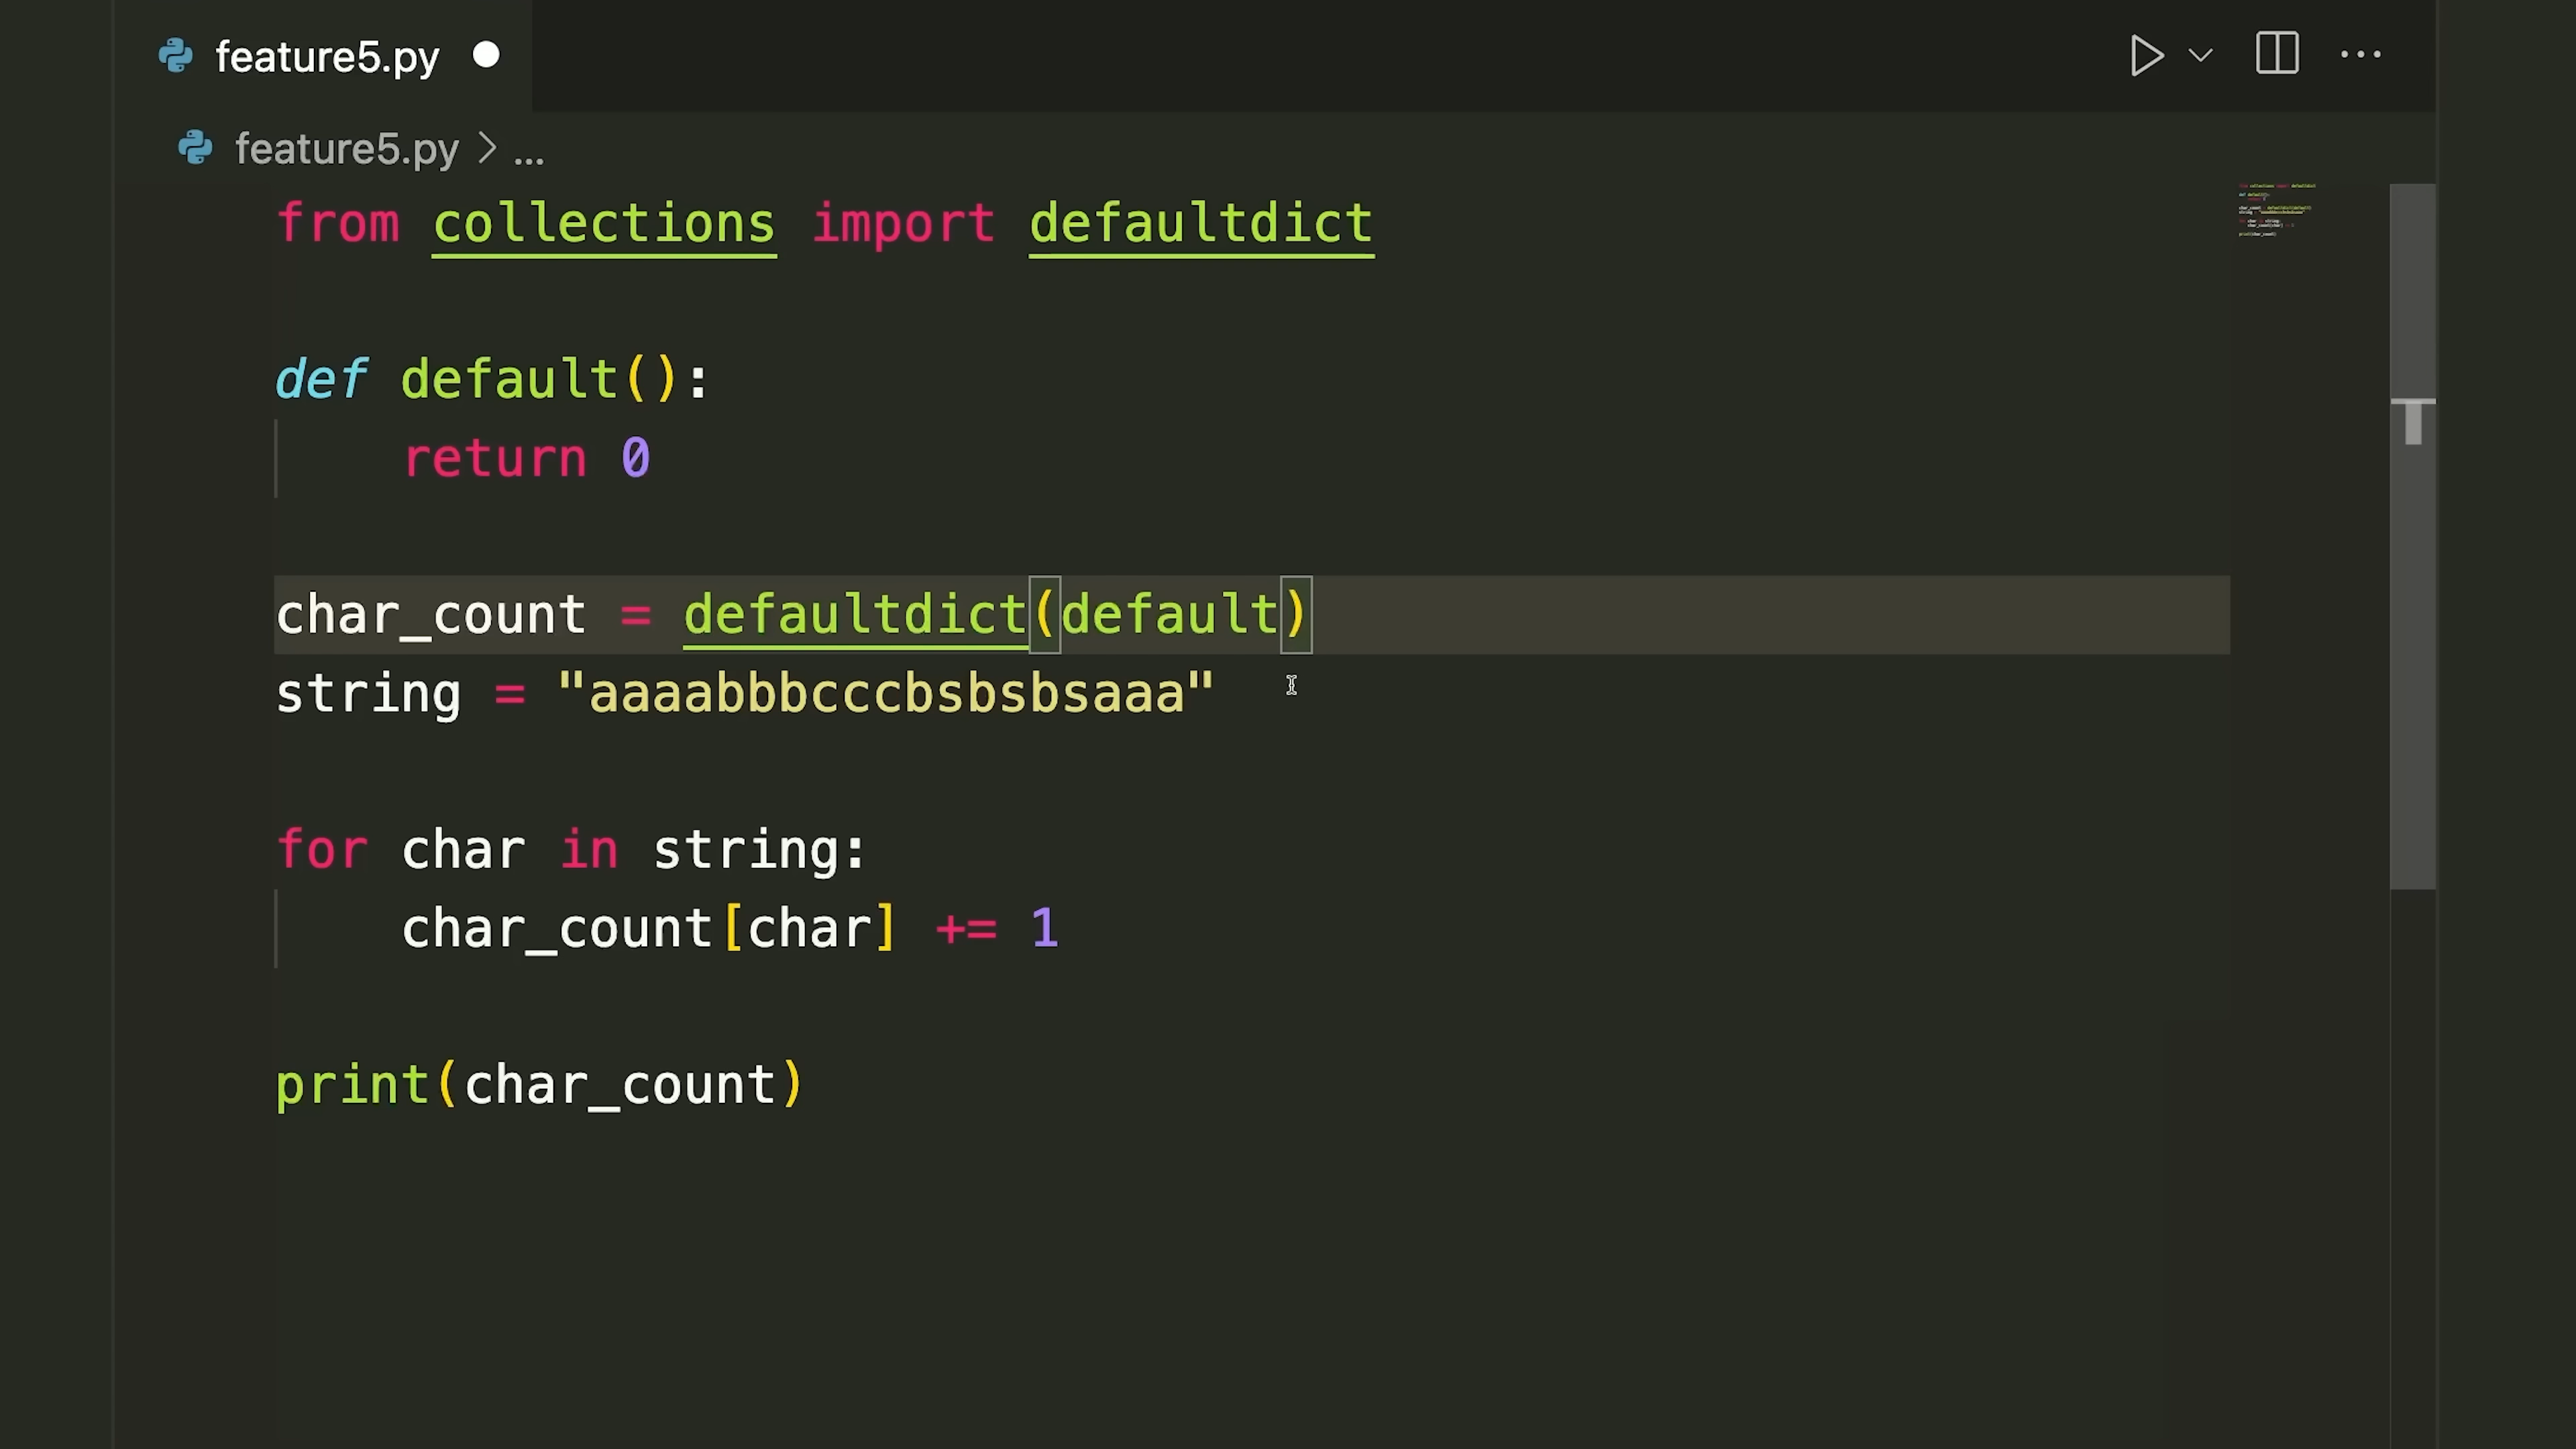 feature5.py
feature5.py > ...
from collections import defaultdict
def default():
return 0
char_count = defaultdict(default)
string = "aaaabbbcccbsbsbsaaa"
for char in string:
char_count[char] += 1
print(char_count)